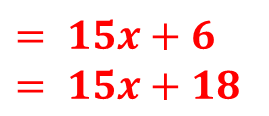 = 15x + 6
= 15x + 18